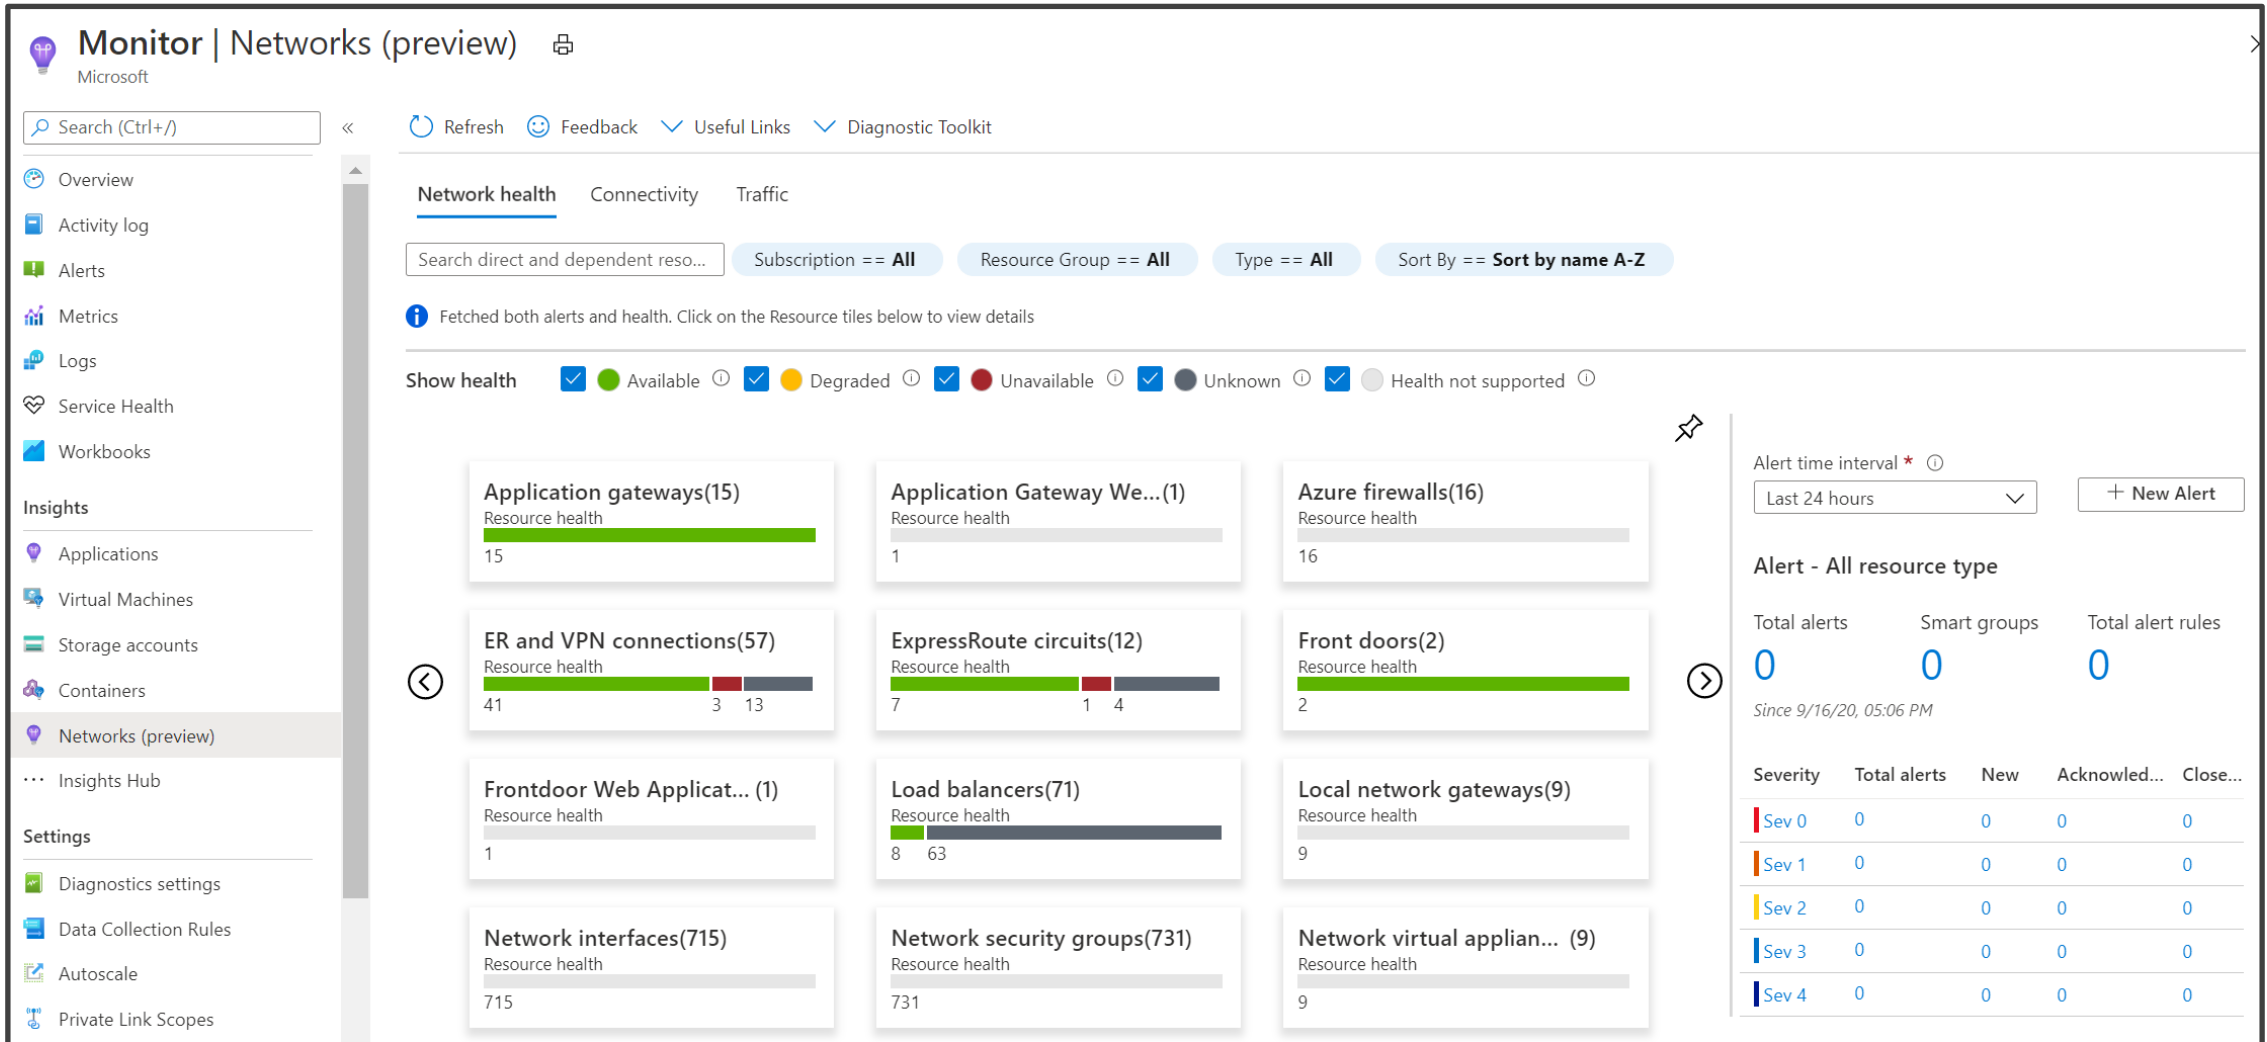 Monitor | Networks (preview)
Microsoft
Search (Ctrl+/)
«
Overview
Activity log
Alerts
Metrics
Logs
Service Health
Workbooks
Insights
Applications
Virtual Machines
Storage accounts
Containers
Networks (preview)
Insights Hub
Settings
Diagnostics settings
Data Collection Rules
Autoscale
Private Link Scopes
Refresh Feedback Useful Links Diagnostic Toolkit
Network health Connectivity Traffic
Search direct and dependent reso... Subscription == All Resource Group == All Type == All Sort By == Sort by name A-Z
Fetched both alerts and health. Click on the Resource tiles below to view details
Show health Available Degraded Unavailable Unknown Health not supported
Application gateways(15)
Resource health
15
Application Gateway We...(1)
Resource health
1
Azure firewalls(16)
Resource health
16
ER and VPN connections(57)
Resource health
41 3 13
ExpressRoute circuits(12)
Resource health
7 1 4
Front doors(2)
Resource health
2
Frontdoor Web Applicat... (1)
Resource health
1
Load balancers(71)
Resource health
8 63
Local network gateways(9)
Resource health
9
Network interfaces(715)
Resource health
715
Network security groups(731)
Resource health
731
Network virtual applian... (9)
Resource health
9
Alert time interval *
Last 24 hours
+ New Alert
Alert - All resource type
Total alerts Smart groups Total alert rules
0 0 0
Since 9/16/20, 05:06 PM
Severity Total alerts New Acknowled... Close...
Sev 0 0 0 0 0
Sev 1 0 0 0 0
Sev 2 0 0 0 0
Sev 3 0 0 0 0
Sev 4 0 0 0 0